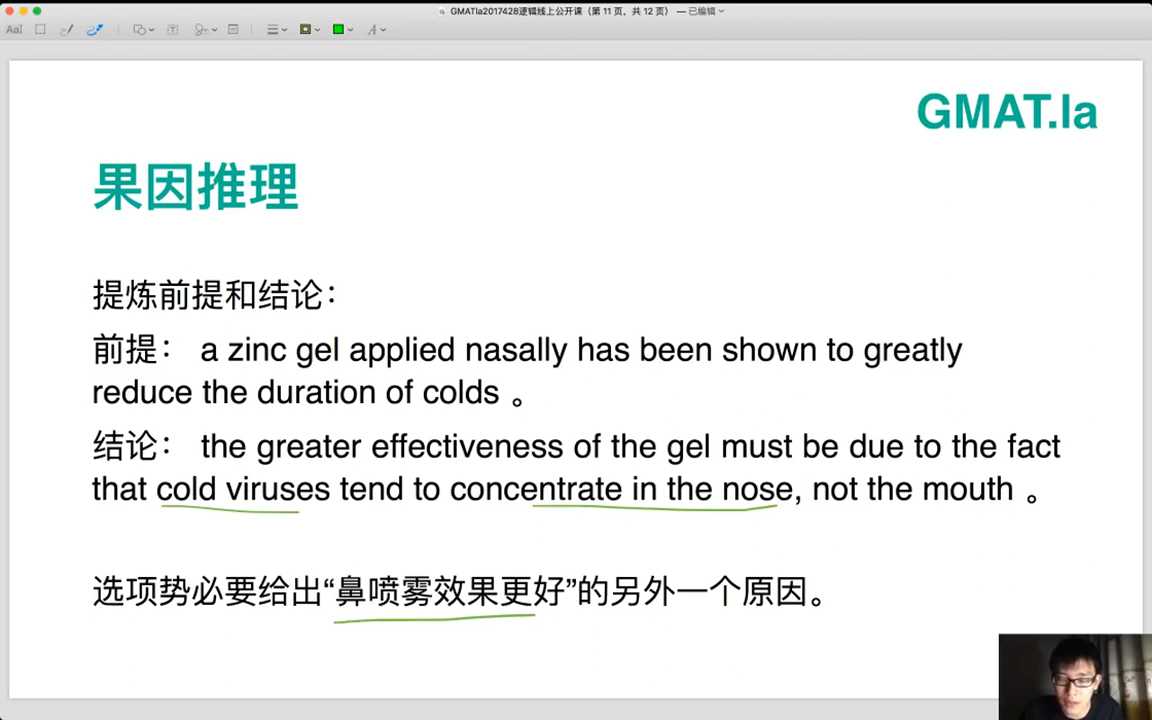 GMATla2017428逻辑线上公开课（第 11 页，共 12 页） — 已编辑
AaI
GMAT.la
果因推理
提炼前提和结论：
前提： a zinc gel applied nasally has been shown to greatly
reduce the duration of colds 。
结论： the greater effectiveness of the gel must be due to the fact
that cold viruses tend to concentrate in the nose, not the mouth 。
选项势必要给出“鼻喷雾效果更好”的另外一个原因。